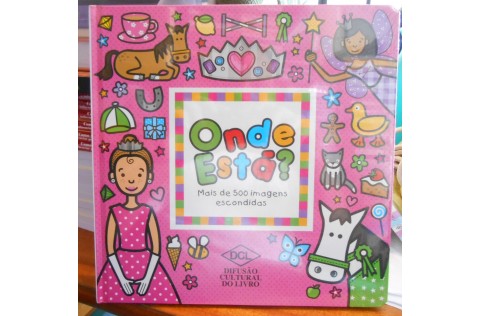 Onde
Está?
Mais de 500 imagens
escondidas
DCL
DIFUSÃO
CULTURAL
DO LIVRO